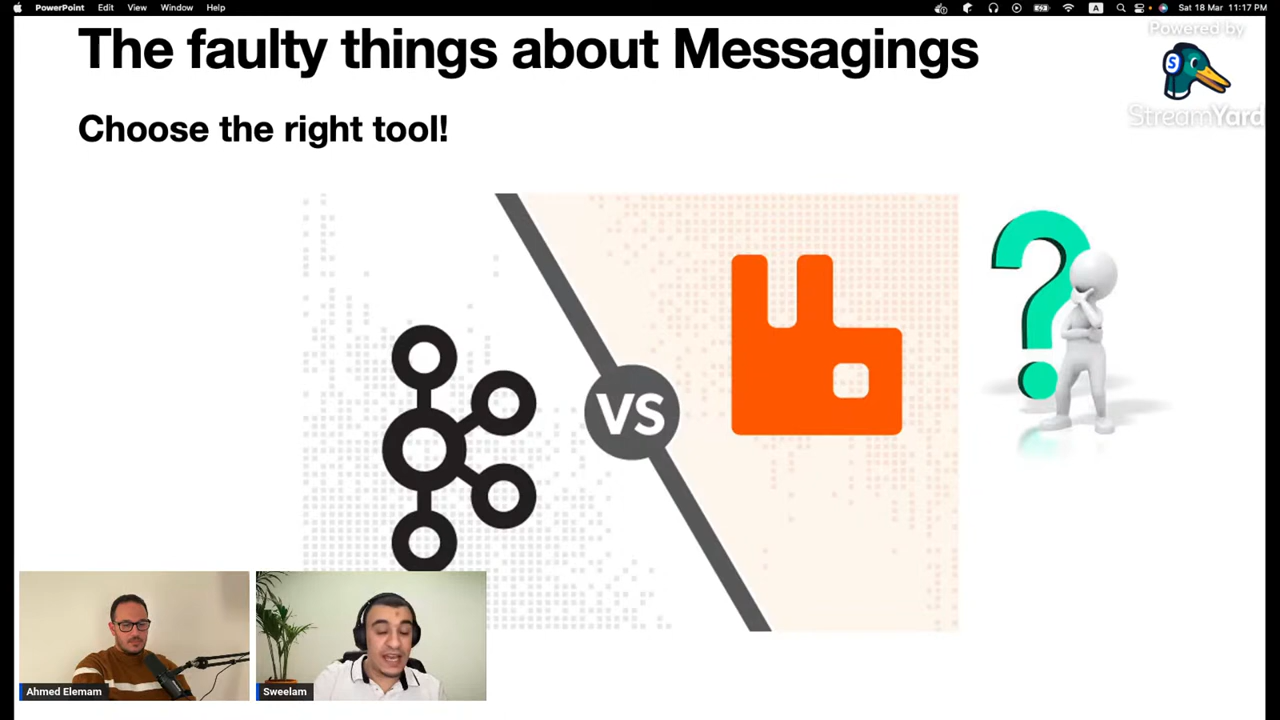 PowerPoint Edit View Window Help A Sat 18 Mar 11:17 PM
Powered by
S
StreamYard
The faulty things about Messagings
Choose the right tool!
VS
?
Ahmed Elemam
Sweelam